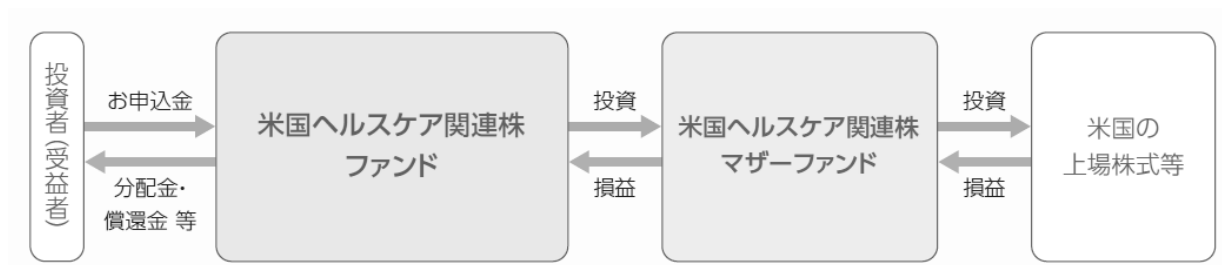 投資者(受益者)
お申込金
分配金・
償還金 等
米国ヘルスケア関連株
ファンド
投資
損益
米国ヘルスケア関連株
マザーファンド
投資
損益
米国の
上場株式等